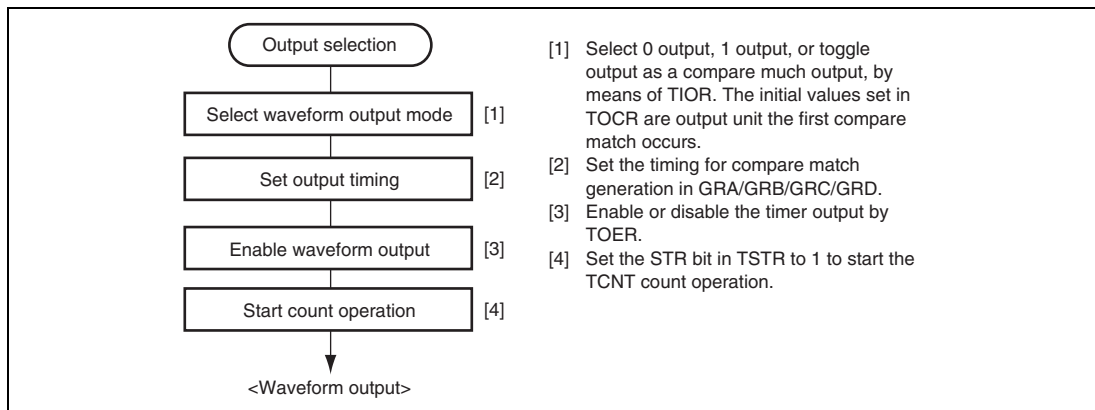 Output selection
Select waveform output mode
[1]
Set output timing
[2]
Enable waveform output
[3]
Start count operation
[4]
<Waveform output>
[1] Select 0 output, 1 output, or toggle
output as a compare much output, by
means of TIOR. The initial values set in
TOCR are output unit the first compare
match occurs.
[2] Set the timing for compare match
generation in GRA/GRB/GRC/GRD.
[3] Enable or disable the timer output by
TOER.
[4] Set the STR bit in TSTR to 1 to start the
TCNT count operation.